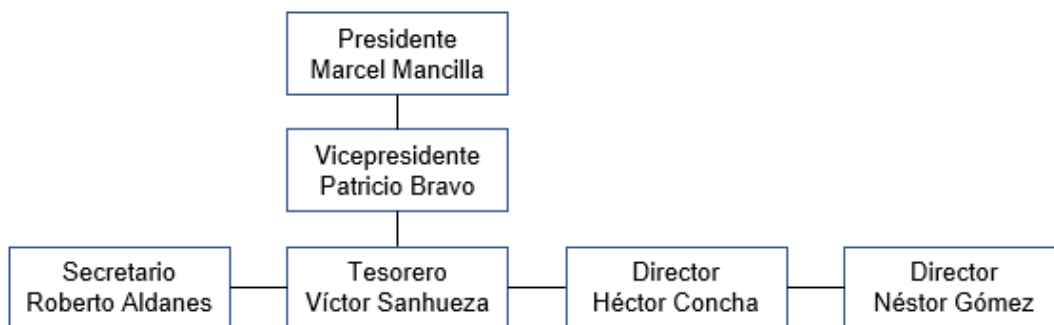 Presidente
Marcel Mancilla
Vicepresidente
Patricio Bravo
Secretario
Roberto Aldanes
Tesorero
Víctor Sanhueza
Director
Héctor Concha
Director
Néstor Gómez